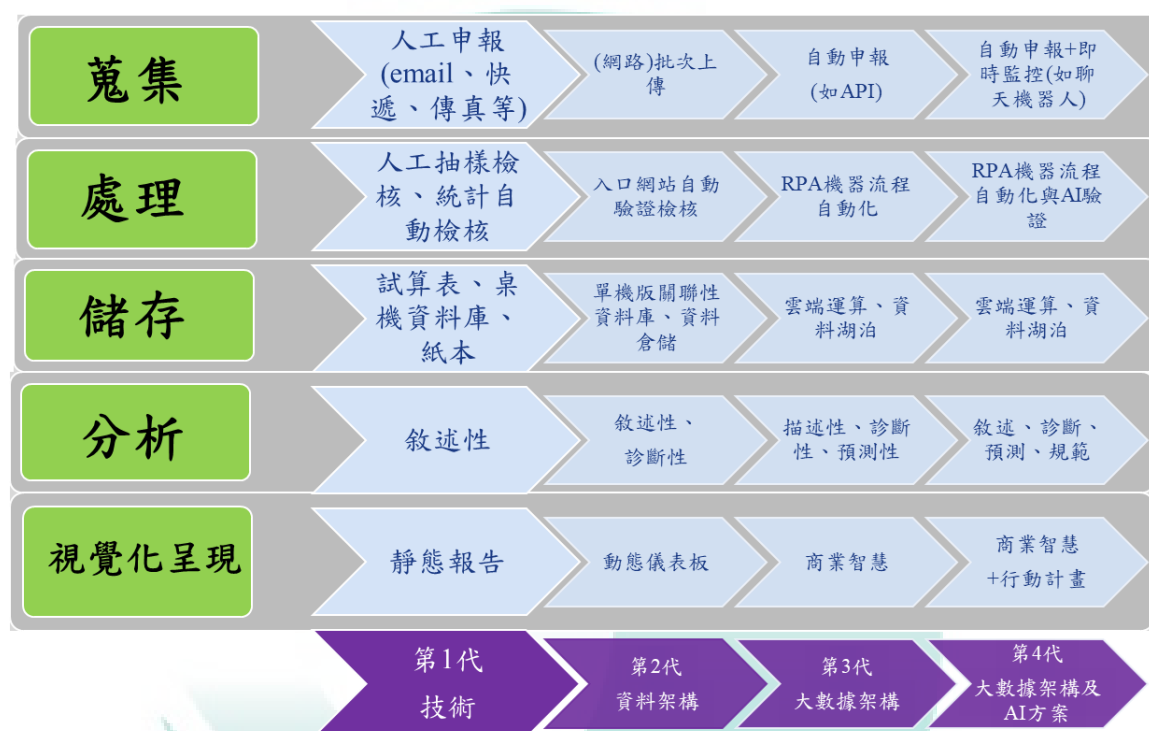 蒐集
人工申報
(email、快
遞、傳真等)
(網路)批次上
傳
自動申報
(如API)
自動申報+即
時監控(如聊
天機器人)
處理
人工抽樣檢
核、統計自
動檢核
入口網站自動
驗證檢核
RPA機器流程
自動化
RPA機器流程
自動化與AI驗
證
儲存
試算表、桌
機資料庫、
紙本
單機版關聯性
資料庫、資料
倉儲
雲端運算、資
料湖泊
雲端運算、資
料湖泊
分析
敘述性
敘述性、
診斷性
描述性、診斷
性、預測性
敘述、診斷、
預測、規範
視覺化呈現
靜態報告
動態儀表板
商業智慧
商業智慧
+行動計畫
第1代
技術
第2代
資料架構
第3代
大數據架構
第4代
大數據架構及
AI方案